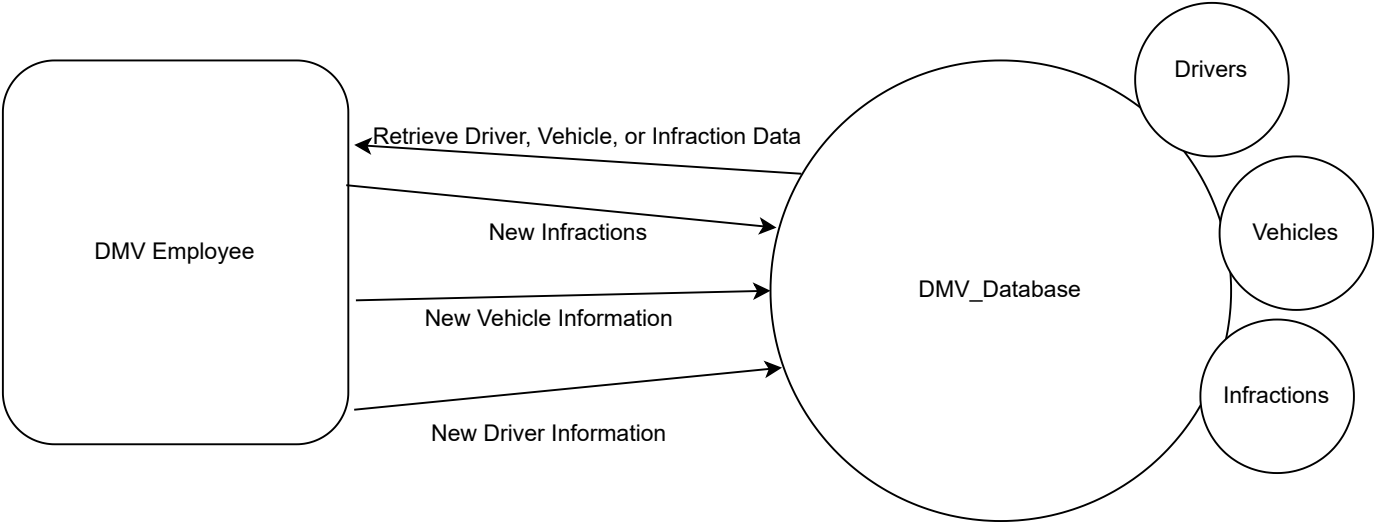 Drivers
Retrieve Driver, Vehicle, or Infraction Data
New Infractions
Vehicles
DMV Employee
DMV_Database
New Vehicle Information
Infractions
New Driver Information